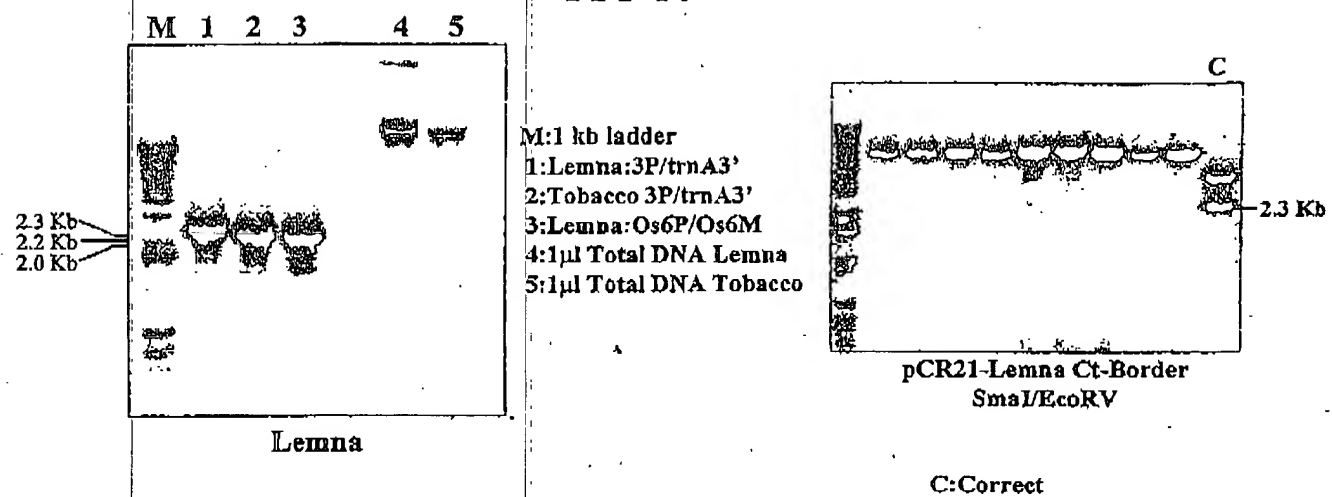 M 1 2 3 4 5
2.3 Kb
2.2 Kb
2.0 Kb
Lemna
M:1 kb ladder
1:Lemna:3P/trnA3'
2:Tobacco 3P/trnA3'
3:Lemna:Os6P/Os6M
4:1µl Total DNA Lemna
5:1µl Total DNA Tobacco
C
2.3 Kb
pCR21-Lemna Ct-Border
SmaI/EcoRV
C:Correct